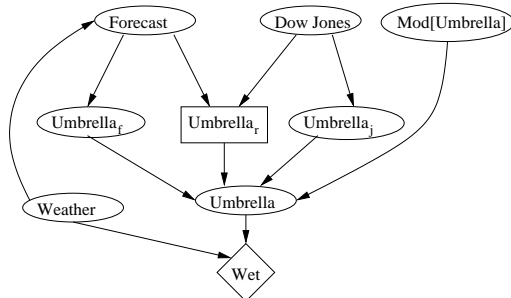 Forecast
Dow Jones
Mod[Umbrella]
Umbrella_f
Umbrella_r
Umbrella_j
Weather
Umbrella
Wet